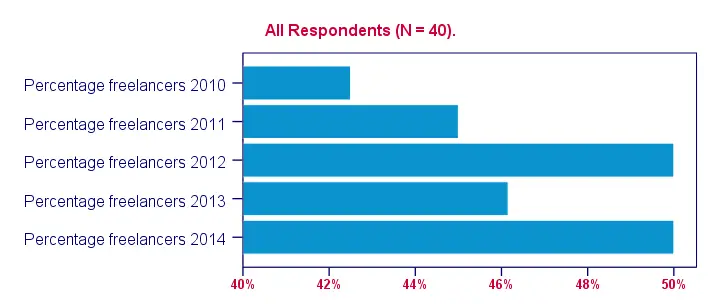 All Respondents (N = 40).
Percentage freelancers 2010
Percentage freelancers 2011
Percentage freelancers 2012
Percentage freelancers 2013
Percentage freelancers 2014
40% 42% 44% 46% 48% 50%